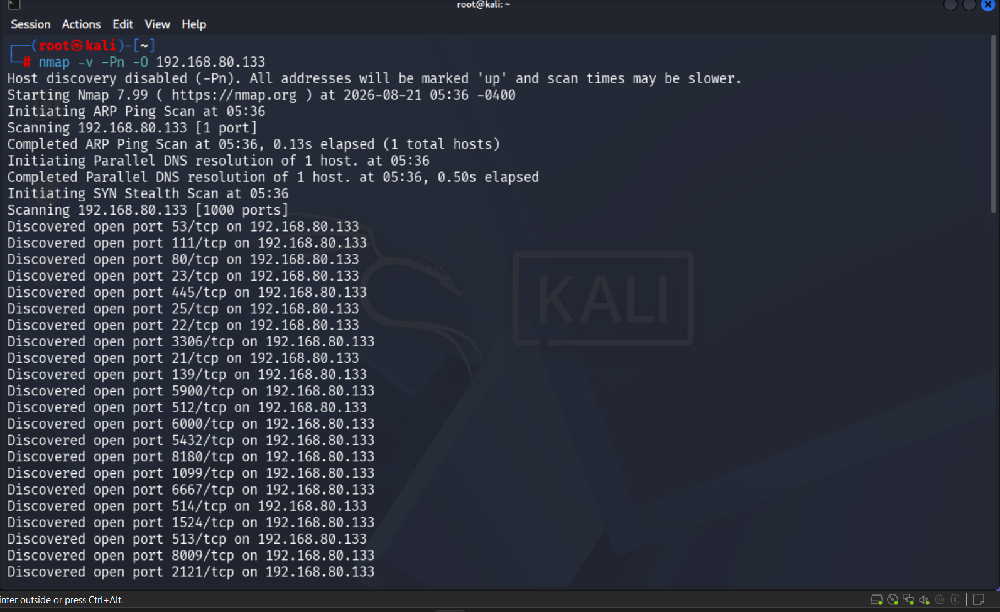 root@kali: ~
Session Actions Edit View Help
┌──(root㉿kali)-[~]
└─# nmap -v -Pn -O 192.168.80.133
Host discovery disabled (-Pn). All addresses will be marked 'up' and scan times may be slower.
Starting Nmap 7.99 ( https://nmap.org ) at 2026-08-21 05:36 -0400
Initiating ARP Ping Scan at 05:36
Scanning 192.168.80.133 [1 port]
Completed ARP Ping Scan at 05:36, 0.13s elapsed (1 total hosts)
Initiating Parallel DNS resolution of 1 host. at 05:36
Completed Parallel DNS resolution of 1 host. at 05:36, 0.50s elapsed
Initiating SYN Stealth Scan at 05:36
Scanning 192.168.80.133 [1000 ports]
Discovered open port 53/tcp on 192.168.80.133
Discovered open port 111/tcp on 192.168.80.133
Discovered open port 80/tcp on 192.168.80.133
Discovered open port 23/tcp on 192.168.80.133
Discovered open port 445/tcp on 192.168.80.133
Discovered open port 25/tcp on 192.168.80.133
Discovered open port 22/tcp on 192.168.80.133
Discovered open port 3306/tcp on 192.168.80.133
Discovered open port 21/tcp on 192.168.80.133
Discovered open port 139/tcp on 192.168.80.133
Discovered open port 5900/tcp on 192.168.80.133
Discovered open port 512/tcp on 192.168.80.133
Discovered open port 6000/tcp on 192.168.80.133
Discovered open port 5432/tcp on 192.168.80.133
Discovered open port 8180/tcp on 192.168.80.133
Discovered open port 1099/tcp on 192.168.80.133
Discovered open port 6667/tcp on 192.168.80.133
Discovered open port 514/tcp on 192.168.80.133
Discovered open port 1524/tcp on 192.168.80.133
Discovered open port 513/tcp on 192.168.80.133
Discovered open port 8009/tcp on 192.168.80.133
Discovered open port 2121/tcp on 192.168.80.133
KALI
inter outside or press Ctrl+Alt.